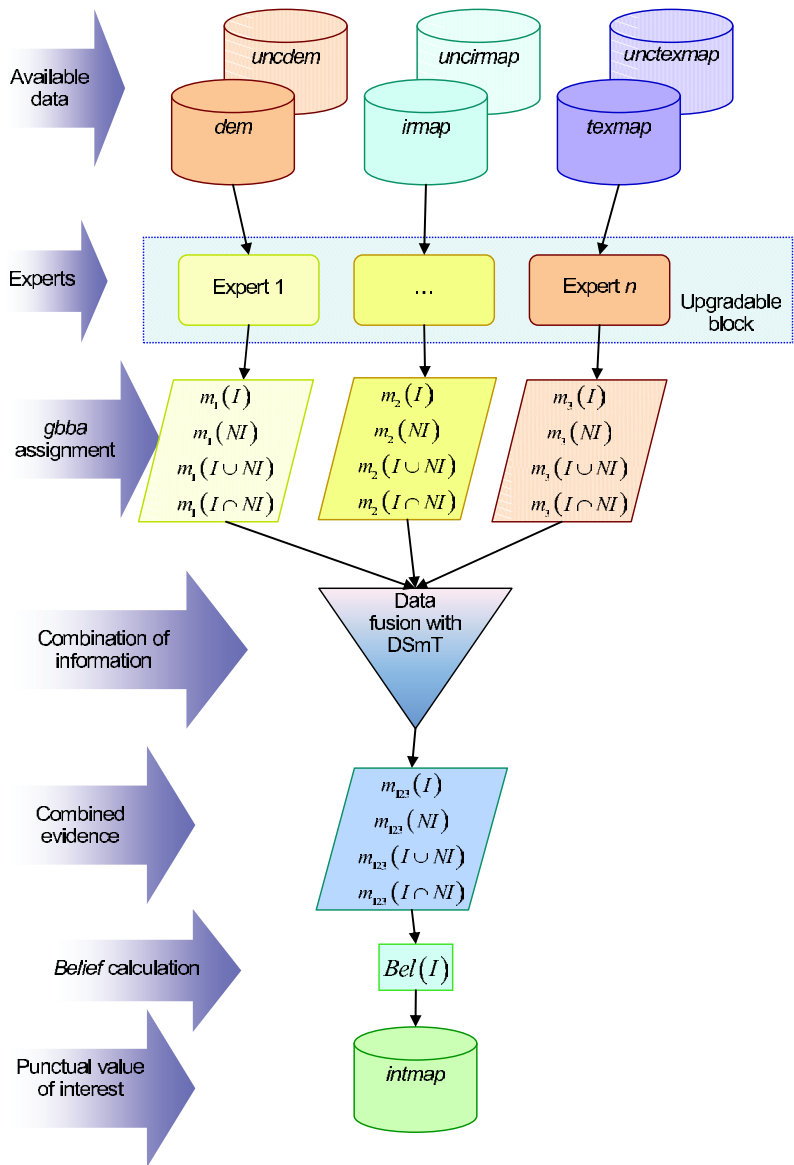 Available
data
uncdem
uncirmap
unctexmap
dem
irmap
texmap
Experts
Expert 1
...
Expert n
Upgradable
block
gbba
assignment
m₁(I)
m₁(NI)
m₁(I ∪ NI)
m₁(I ∩ NI)
m₂(I)
m₂(NI)
m₂(I ∪ NI)
m₂(I ∩ NI)
m₃(I)
m₃(NI)
m₃(I ∪ NI)
m₃(I ∩ NI)
Combination of
information
Data
fusion with
DSmT
Combined
evidence
m₁₂₃(I)
m₁₂₃(NI)
m₁₂₃(I ∪ NI)
m₁₂₃(I ∩ NI)
Belief calculation
Bel(I)
Punctual value
of interest
intmap